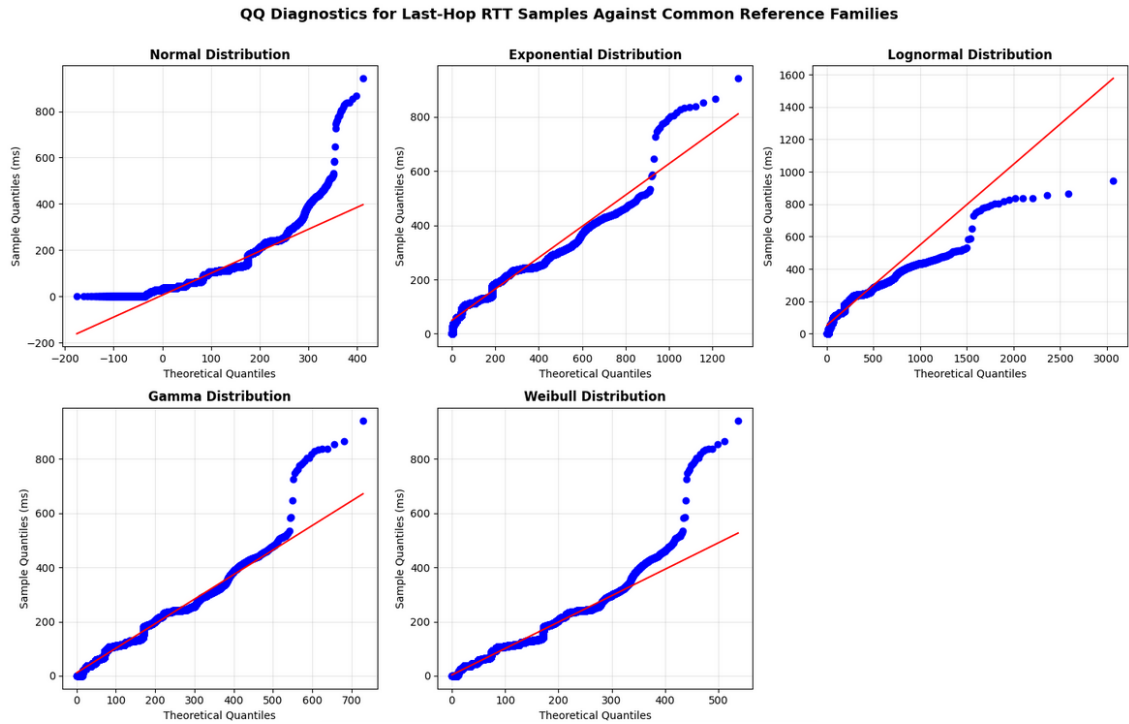 QQ Diagnostics for Last-Hop RTT Samples Against Common Reference Families
Normal Distribution
Sample Quantiles (ms)
800
600
400
200
0
−200
−200 −100 0 100 200 300 400
Theoretical Quantiles
Exponential Distribution
Sample Quantiles (ms)
800
600
400
200
0
0 200 400 600 800 1000 1200
Theoretical Quantiles
Lognormal Distribution
Sample Quantiles (ms)
1600
1400
1200
1000
800
600
400
200
0
0 500 1000 1500 2000 2500 3000
Theoretical Quantiles
Gamma Distribution
Sample Quantiles (ms)
800
600
400
200
0
0 100 200 300 400 500 600 700
Theoretical Quantiles
Weibull Distribution
Sample Quantiles (ms)
800
600
400
200
0
0 100 200 300 400 500
Theoretical Quantiles